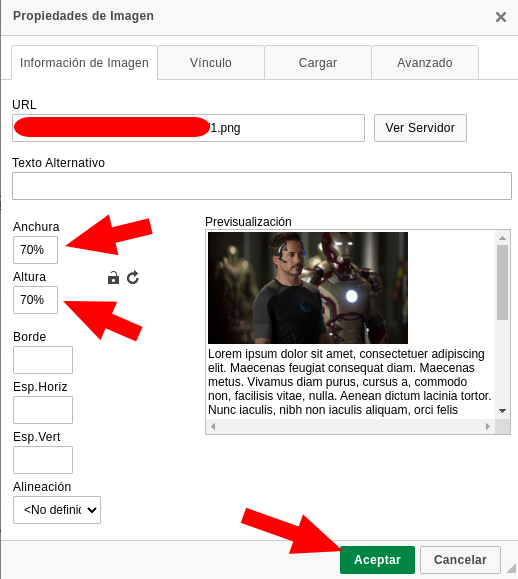 Propiedades de Imagen
Información de Imagen
Vínculo
Cargar
Avanzado
URL
/1.png
Ver Servidor
Texto Alternativo
Anchura
70%
Altura
70%
Borde
Esp.Horiz
Esp.Vert
Alineación
<No definic
Previsualización
Lorem ipsum dolor sit amet, consectetuer adipiscing
elit. Maecenas feugiat consequat diam. Maecenas
metus. Vivamus diam purus, cursus a, commodo
non, facilisis vitae, nulla. Aenean dictum lacinia tortor.
Nunc iaculis, nibh non iaculis aliquam, orci felis
Aceptar
Cancelar